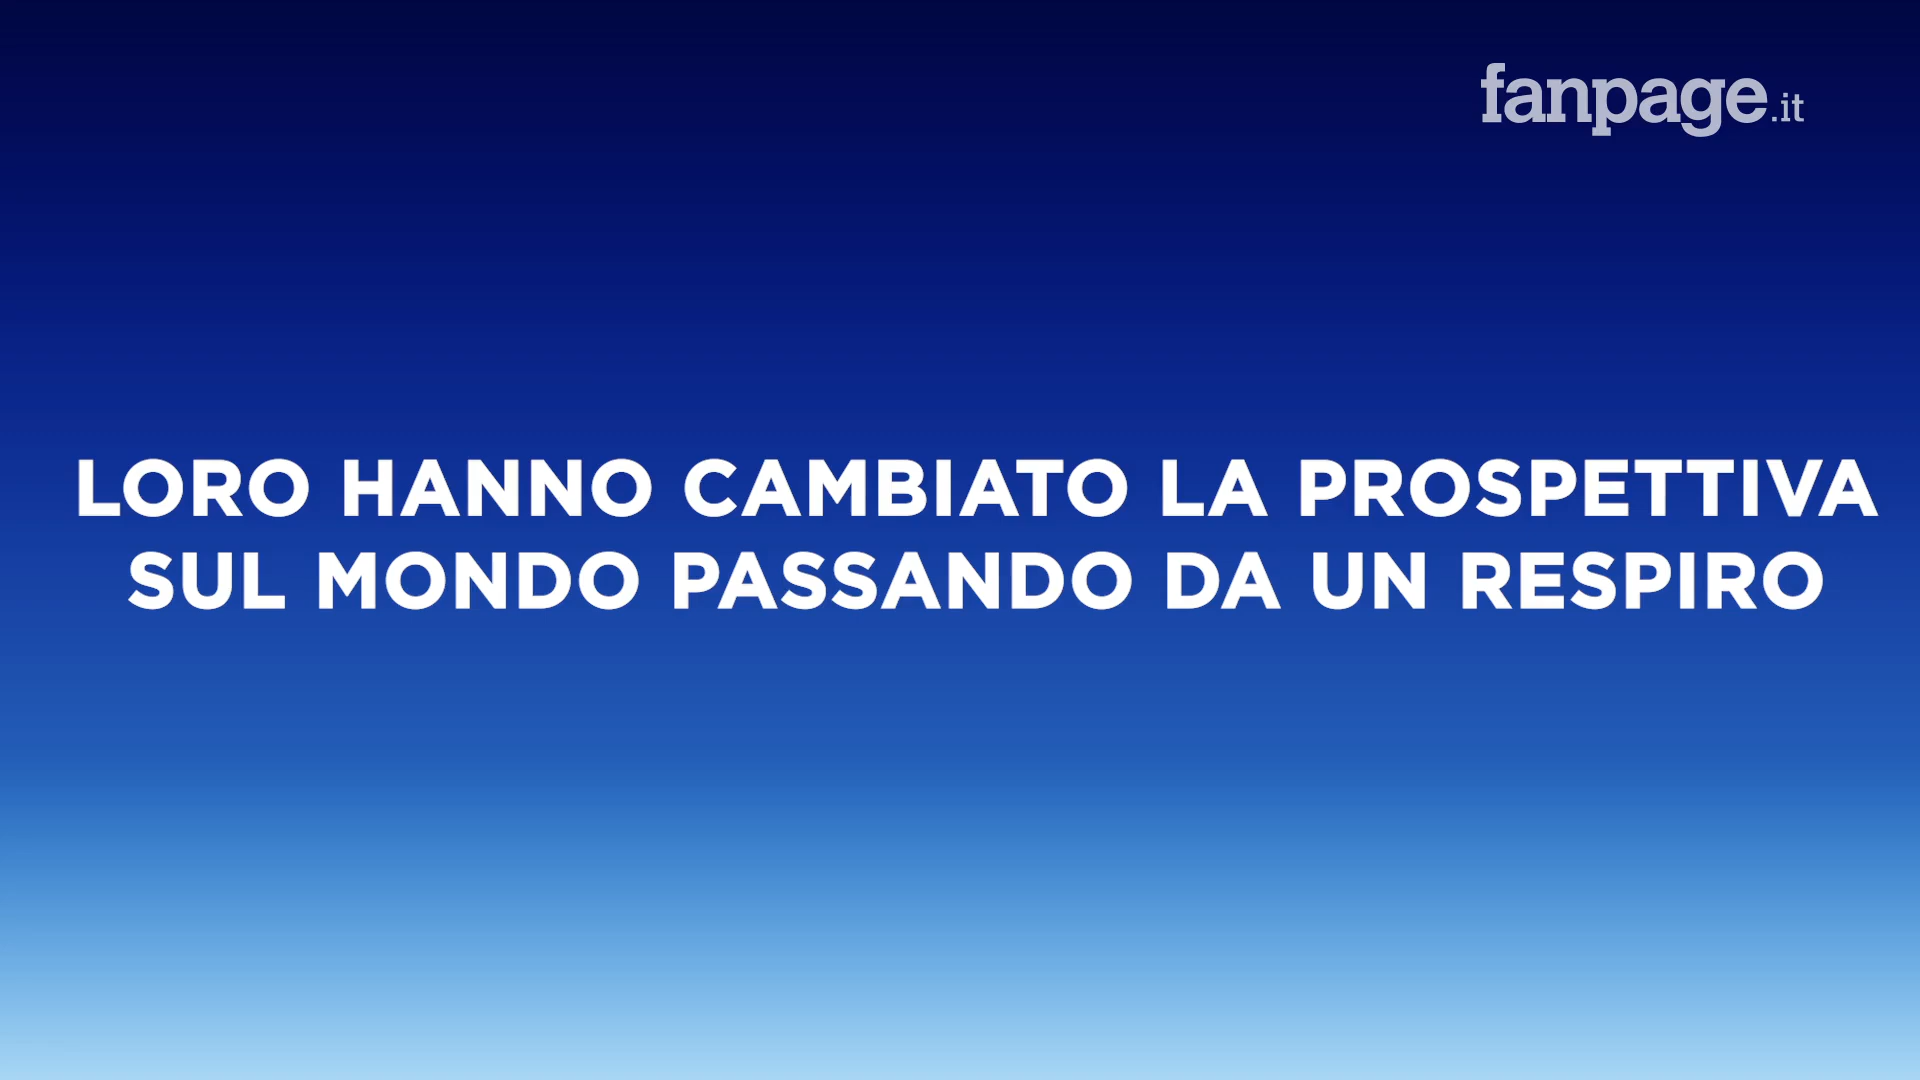 fanpage.it
LORO HANNO CAMBIATO LA PROSPETTIVA
SUL MONDO PASSANDO DA UN RESPIRO